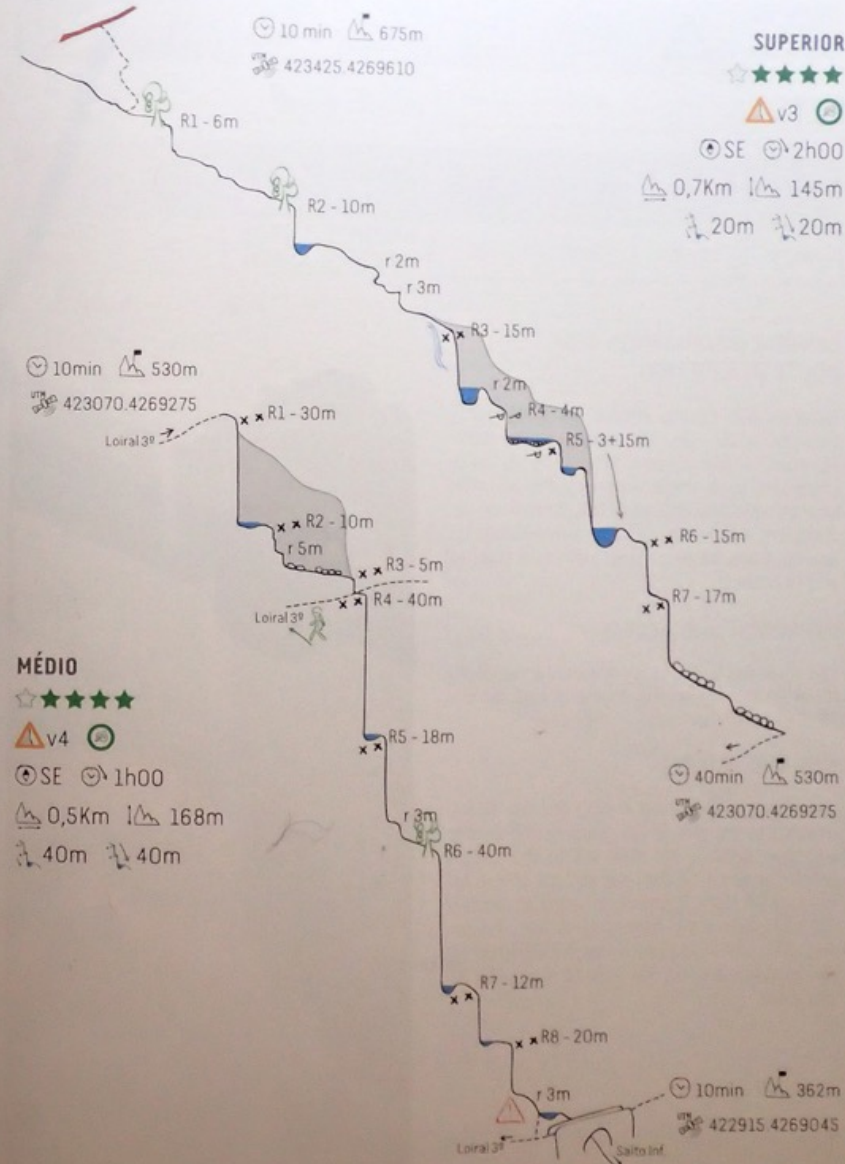 10 min 675m
UTM 423425.4269610
SUPERIOR
v3
SE 2h00
0,7Km 145m
20m 20m
R1 - 6m
R2 - 10m
r 2m
r 3m
R3 - 15m
r 2m
R4 - 4m
R5 - 3+15m
R6 - 15m
R7 - 17m
40min 530m
UTM 423070.4269275
10min 530m
UTM 423070.4269275
Loiral 3º
R1 - 30m
R2 - 10m
r 5m
R3 - 5m
R4 - 40m
Loiral 3º
MÉDIO
v4
SE 1h00
0,5Km 168m
40m 40m
R5 - 18m
r 3m
R6 - 40m
R7 - 12m
R8 - 20m
r 3m
10min 362m
UTM 422915.4269045
Loiral 3º
Salto Inf.